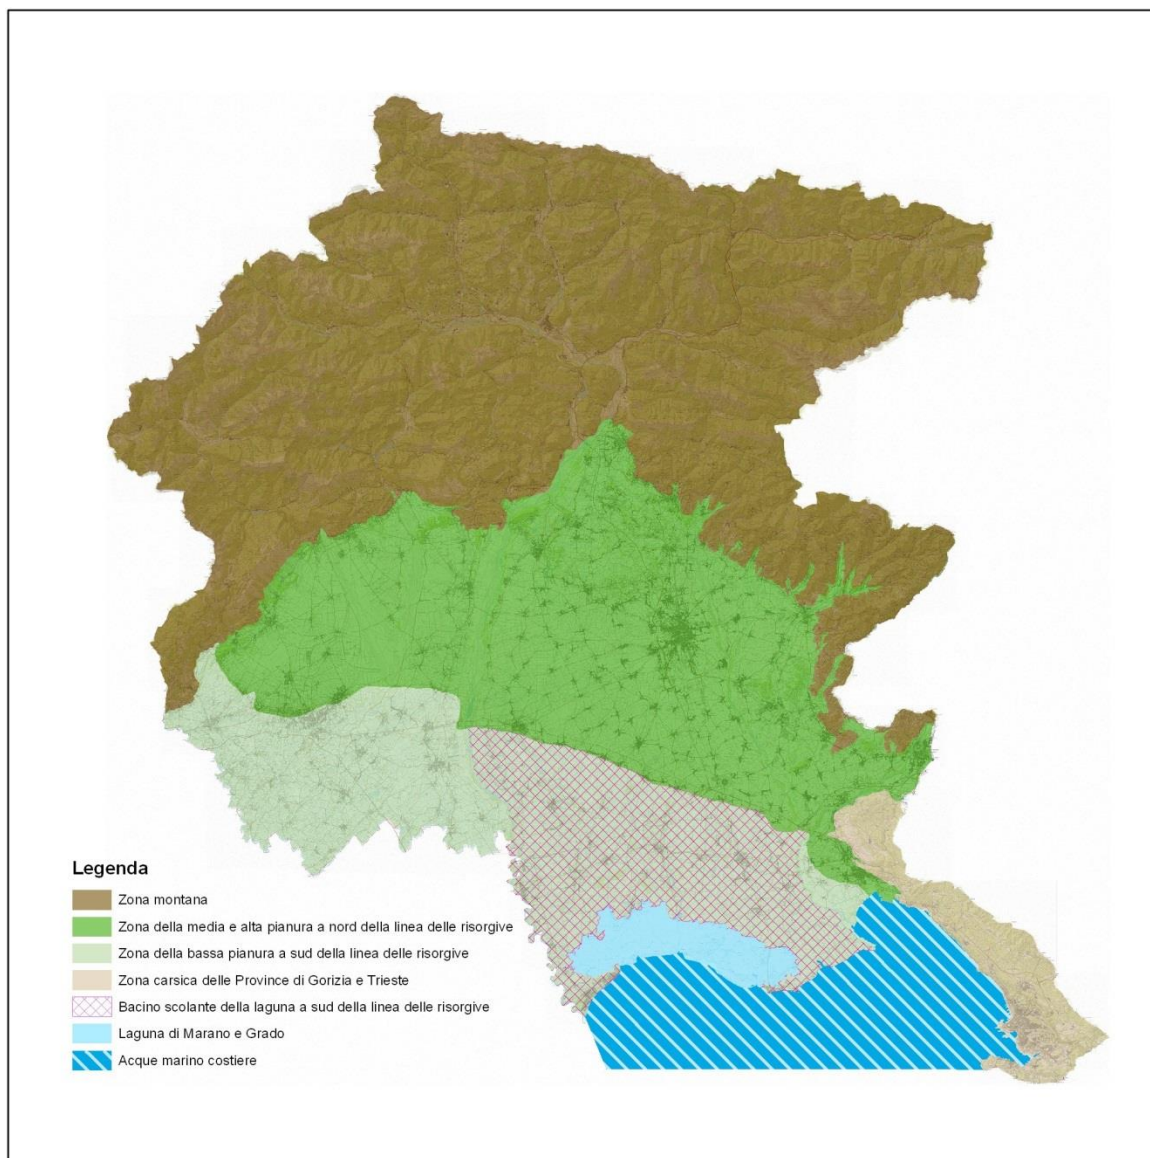 Legenda
Zona montana
Zona della media e alta pianura a nord della linea delle risorgive
Zona della bassa pianura a sud della linea delle risorgive
Zona carsica delle Province di Gorizia e Trieste
Bacino scolante della laguna a sud della linea delle risorgive
Laguna di Marano e Grado
Acque marino costiere